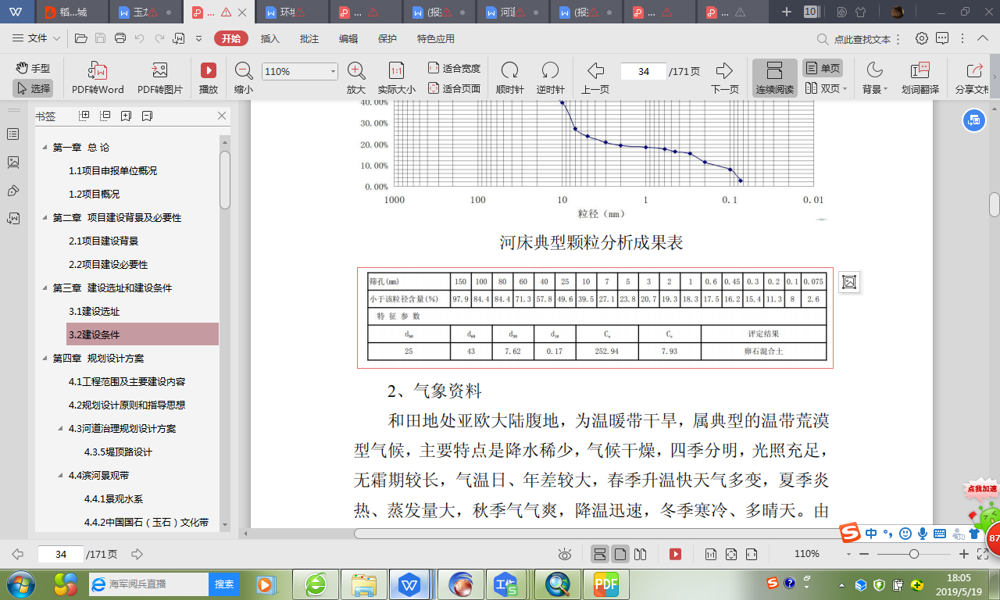 稻...城
玉龙
...
环境
...
(报批
河道
(报批
...
...
10
文件
开始
插入
批注
编辑
保护
特色应用
点此查找文本
手型
选择
PDF转Word
PDF转图片
播放
缩小
110%
放大
实际大小
适合宽度
适合页面
顺时针
逆时针
上一页
34
/171页
下一页
连续阅读
单页
双页
背景
划词翻译
分享文档
书签
第一章 总 论
1.1项目申报单位概况
1.2项目概况
第二章 项目建设背景及必要性
2.1项目建设背景
2.2项目建设必要性
第三章 建设选址和建设条件
3.1建设选址
3.2建设条件
第四章 规划设计方案
4.1工程范围及主要建设内容
4.2规划设计原则和指导思想
4.3河道治理规划设计方案
4.3.5堤顶路设计
4.4滨河景观带
4.4.1景观水系
4.4.2中国国石（玉石）文化带
40.00%
30.00%
20.00%
10.00%
0.00%
1000 100 10 1 0.1 0.01
粒径（mm）
河床典型颗粒分析成果表
筛孔(mm) 150 100 80 60 40 25 10 7 5 3 2 1 0.6 0.45 0.3 0.2 0.1 0.075
小于该粒径含量(%) 97.9 84.4 84.4 71.3 57.8 49.6 39.5 27.1 23.8 20.7 19.3 18.3 17.5 16.2 15.4 11.3 8 2.6
特 征 参 数
d60 d30 d10 评定结果
25 43 7.62 0.17 252.94 7.93 卵石混合土
2、气象资料
和田地处亚欧大陆腹地，为温暖带干旱，属典型的温带荒漠
型气候，主要特点是降水稀少，气候干燥，四季分明，光照充足，
无霜期较长，气温日、年差较大，春季升温快天气多变，夏季炎
热、蒸发量大，秋季气气爽，降温迅速，冬季寒冷、多晴天。由
点我加速
87
中
34
/171页
110%
海军阅兵直播
搜索
PDF
18:05
2019/5/19